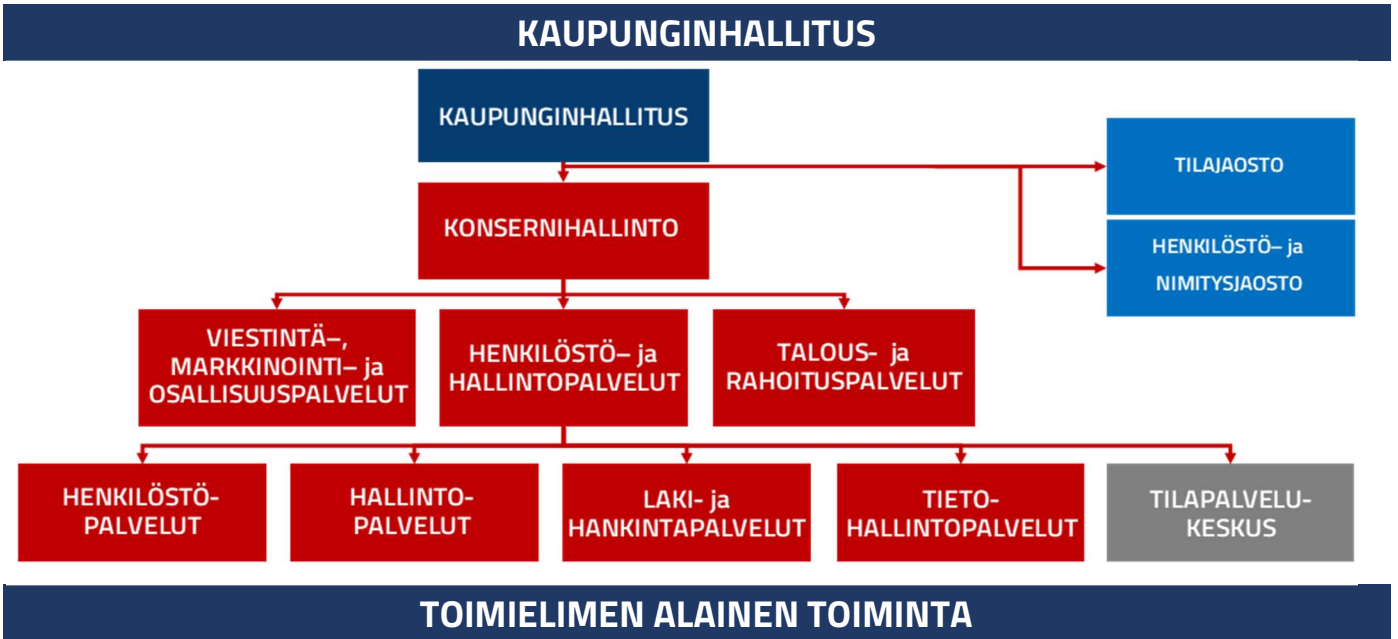 KAUPUNGINHALLITUS
KAUPUNGINHALLITUS
TILAJAOSTO
KONSERNIHALLINTO
HENKILÖSTÖ– ja
NIMITYSJAOSTO
VIESTINTÄ–,
MARKKINOINTI– ja
OSALLISUUSPALVELUT
HENKILÖSTÖ– ja
HALLINTOPALVELUT
TALOUS- ja
RAHOITUSPALVELUT
HENKILÖSTÖ-
PALVELUT
HALLINTO-
PALVELUT
LAKI- ja
HANKINTAPALVELUT
TIETO-
HALLINTOPALVELUT
TILAPALVELU-
KESKUS
TOIMIELIMEN ALAINEN TOIMINTA